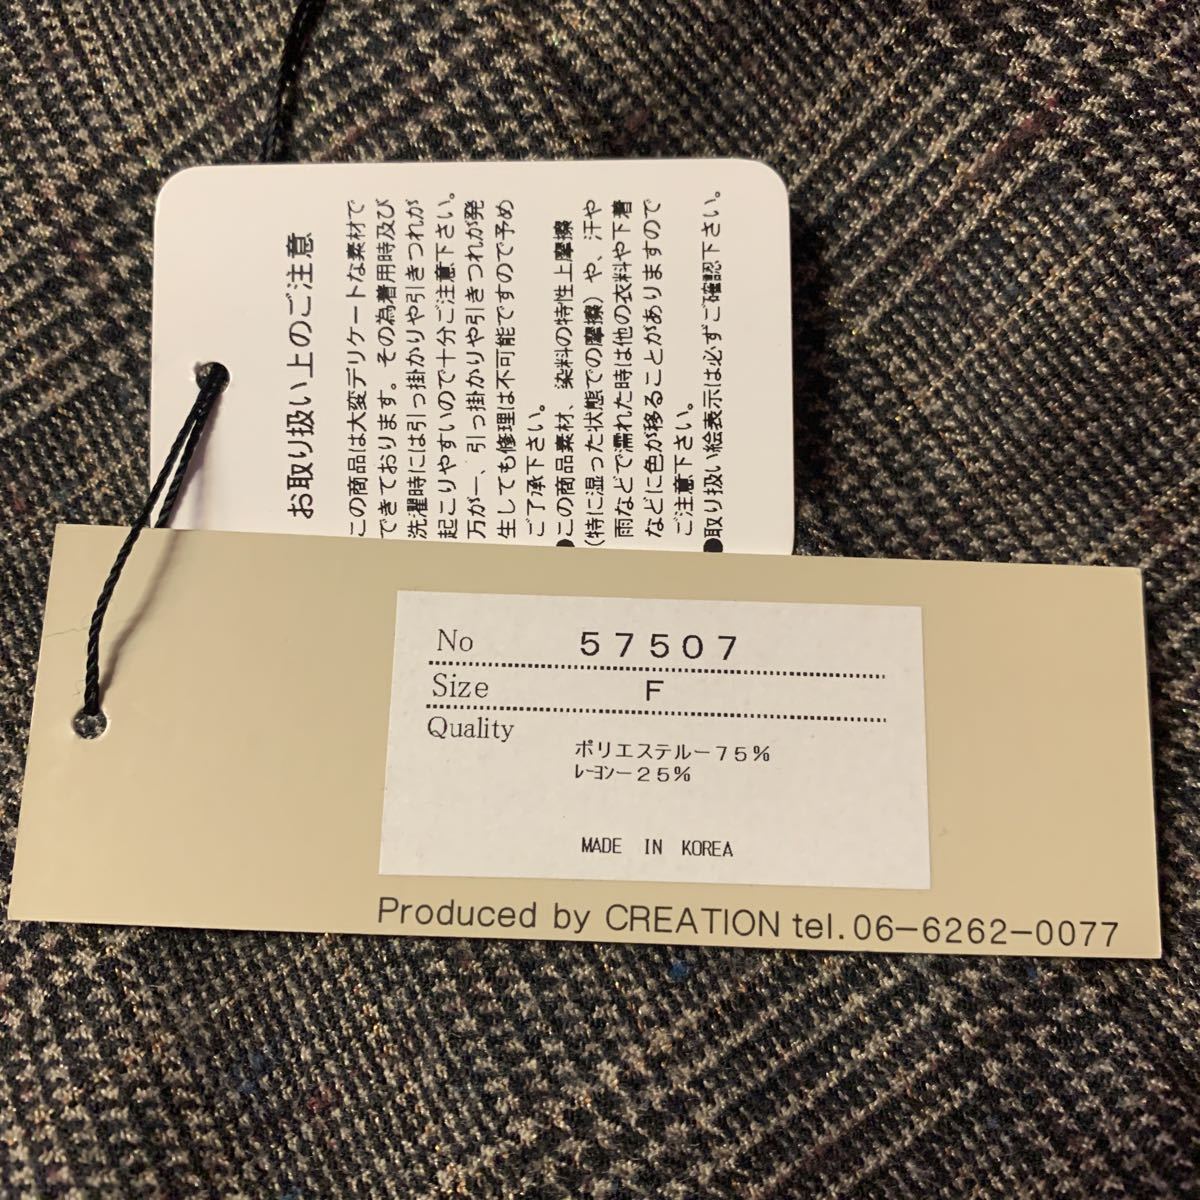 お取り扱い上のご注意
この商品は大変デリケートな素材で
できております。その為着用時及び
洗濯時には引っ掛かりや引きつれが
起こりやすいので十分ご注意下さい。
万が一、引っ掛かりや引きつれが発
生しても修理は不可能ですので予め
ご了承下さい。
●この商品素材、染料の特性上摩擦
(特に湿った状態での摩擦)や、汗や
雨などで濡れた時は他の衣料や下着
などに色が移ることがありますので
ご注意下さい。
●取り扱い絵表示は必ずご確認下さい。
No 57507
Size F
Quality
ポリエステルー75%
ﾚｰﾖﾝー25%
MADE IN KOREA
Produced by CREATION tel.06-6262-0077